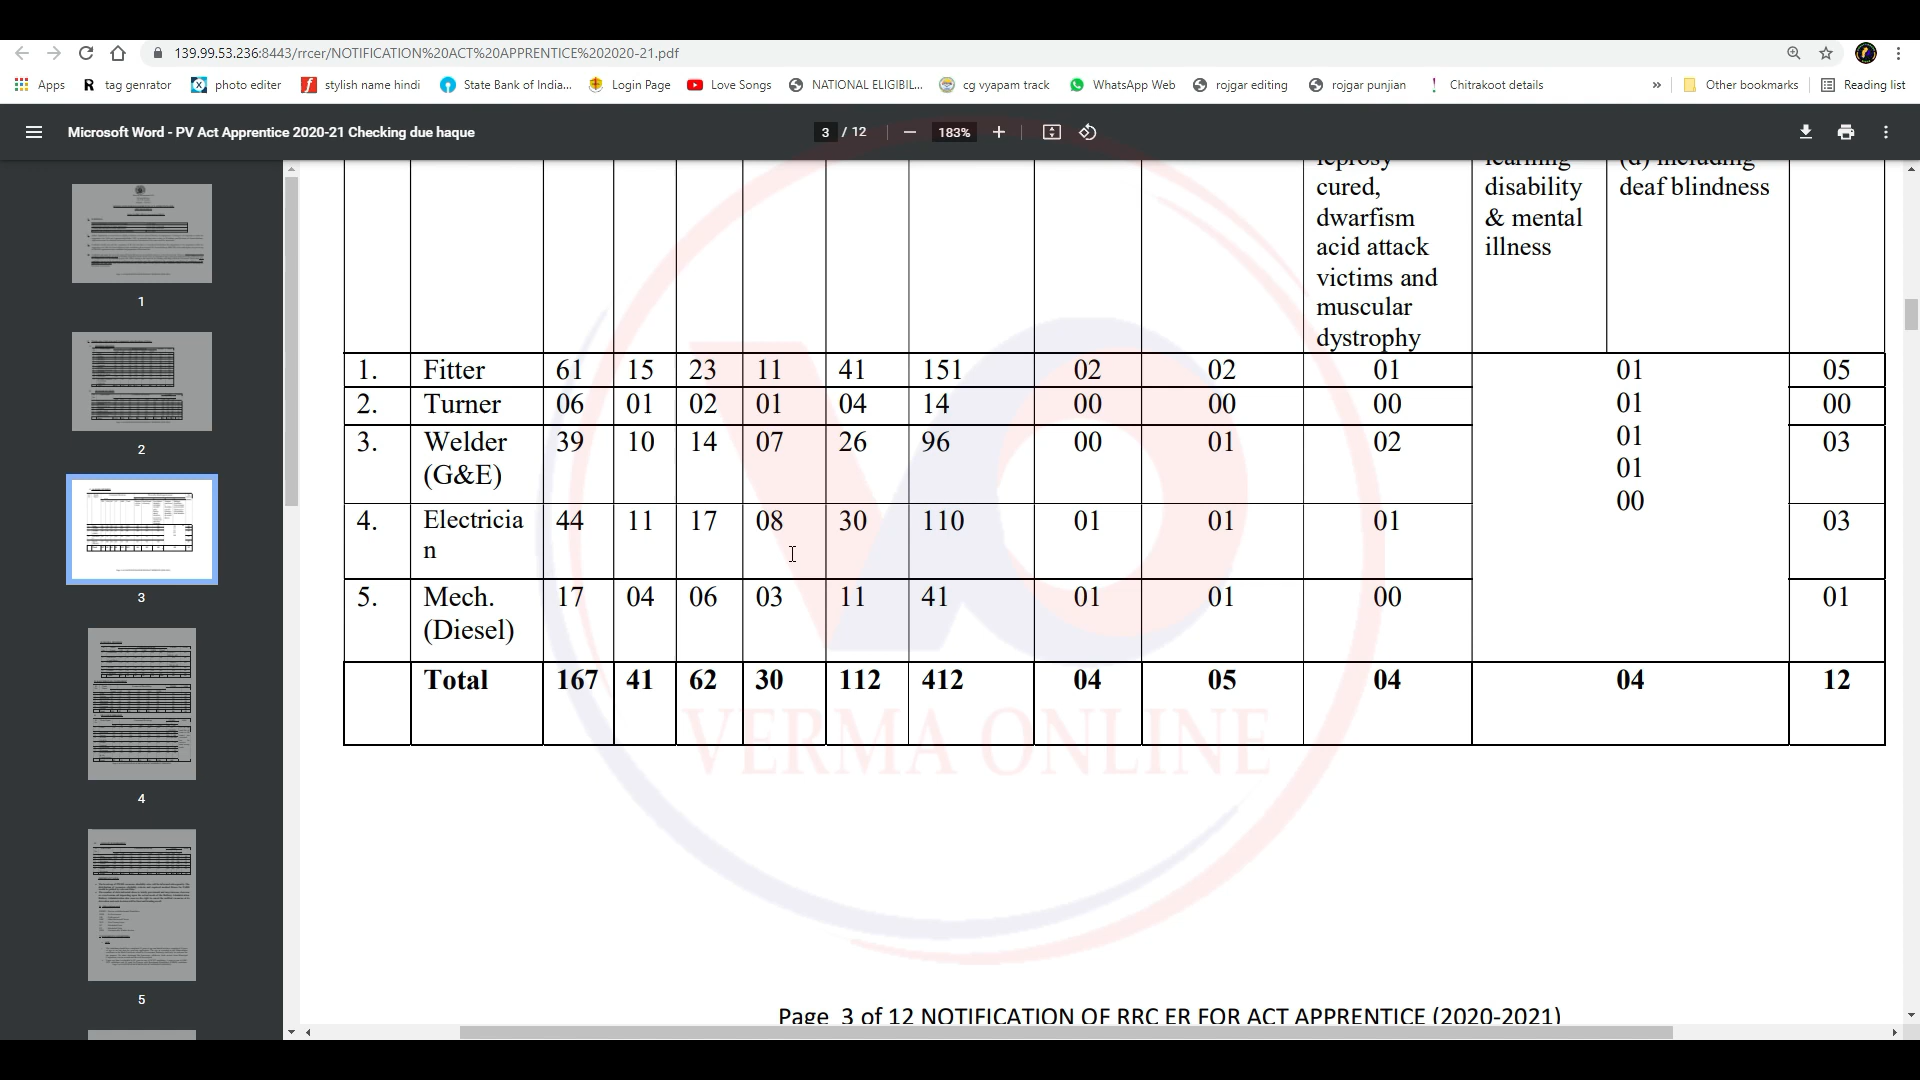 139.99.53.236:8443/rrcer/NOTIFICATION%20ACT%20APPRENTICE%202020-21.pdf
Apps tag genrator photo editer stylish name hindi State Bank of India... Login Page Love Songs NATIONAL ELIGIBIL... cg vyapam track WhatsApp Web rojgar editing rojgar punjian Chitrakoot details » Other bookmarks Reading list
Microsoft Word - PV Act Apprentice 2020-21 Checking due haque 3 / 12 — 183% +
1
2
3
4
5
leprosy
cured,
dwarfism
acid attack
victims and
muscular
dystrophy
learning
disability
& mental
illness
(d) including
deaf blindness
1. Fitter 61 15 23 11 41 151 02 02 01 01 05
2. Turner 06 01 02 01 04 14 00 00 00 01 00
3. Welder 39 10 14 07 26 96 00 01 02 01 03
(G&E)
01
4. Electricia 44 11 17 08 30 110 01 01 01 00 03
n
5. Mech. 17 04 06 03 11 41 01 01 00 01
(Diesel)
Total 167 41 62 30 112 412 04 05 04 04 12
VERMA ONLINE
Page 3 of 12 NOTIFICATION OF RRC ER FOR ACT APPRENTICE (2020-2021)